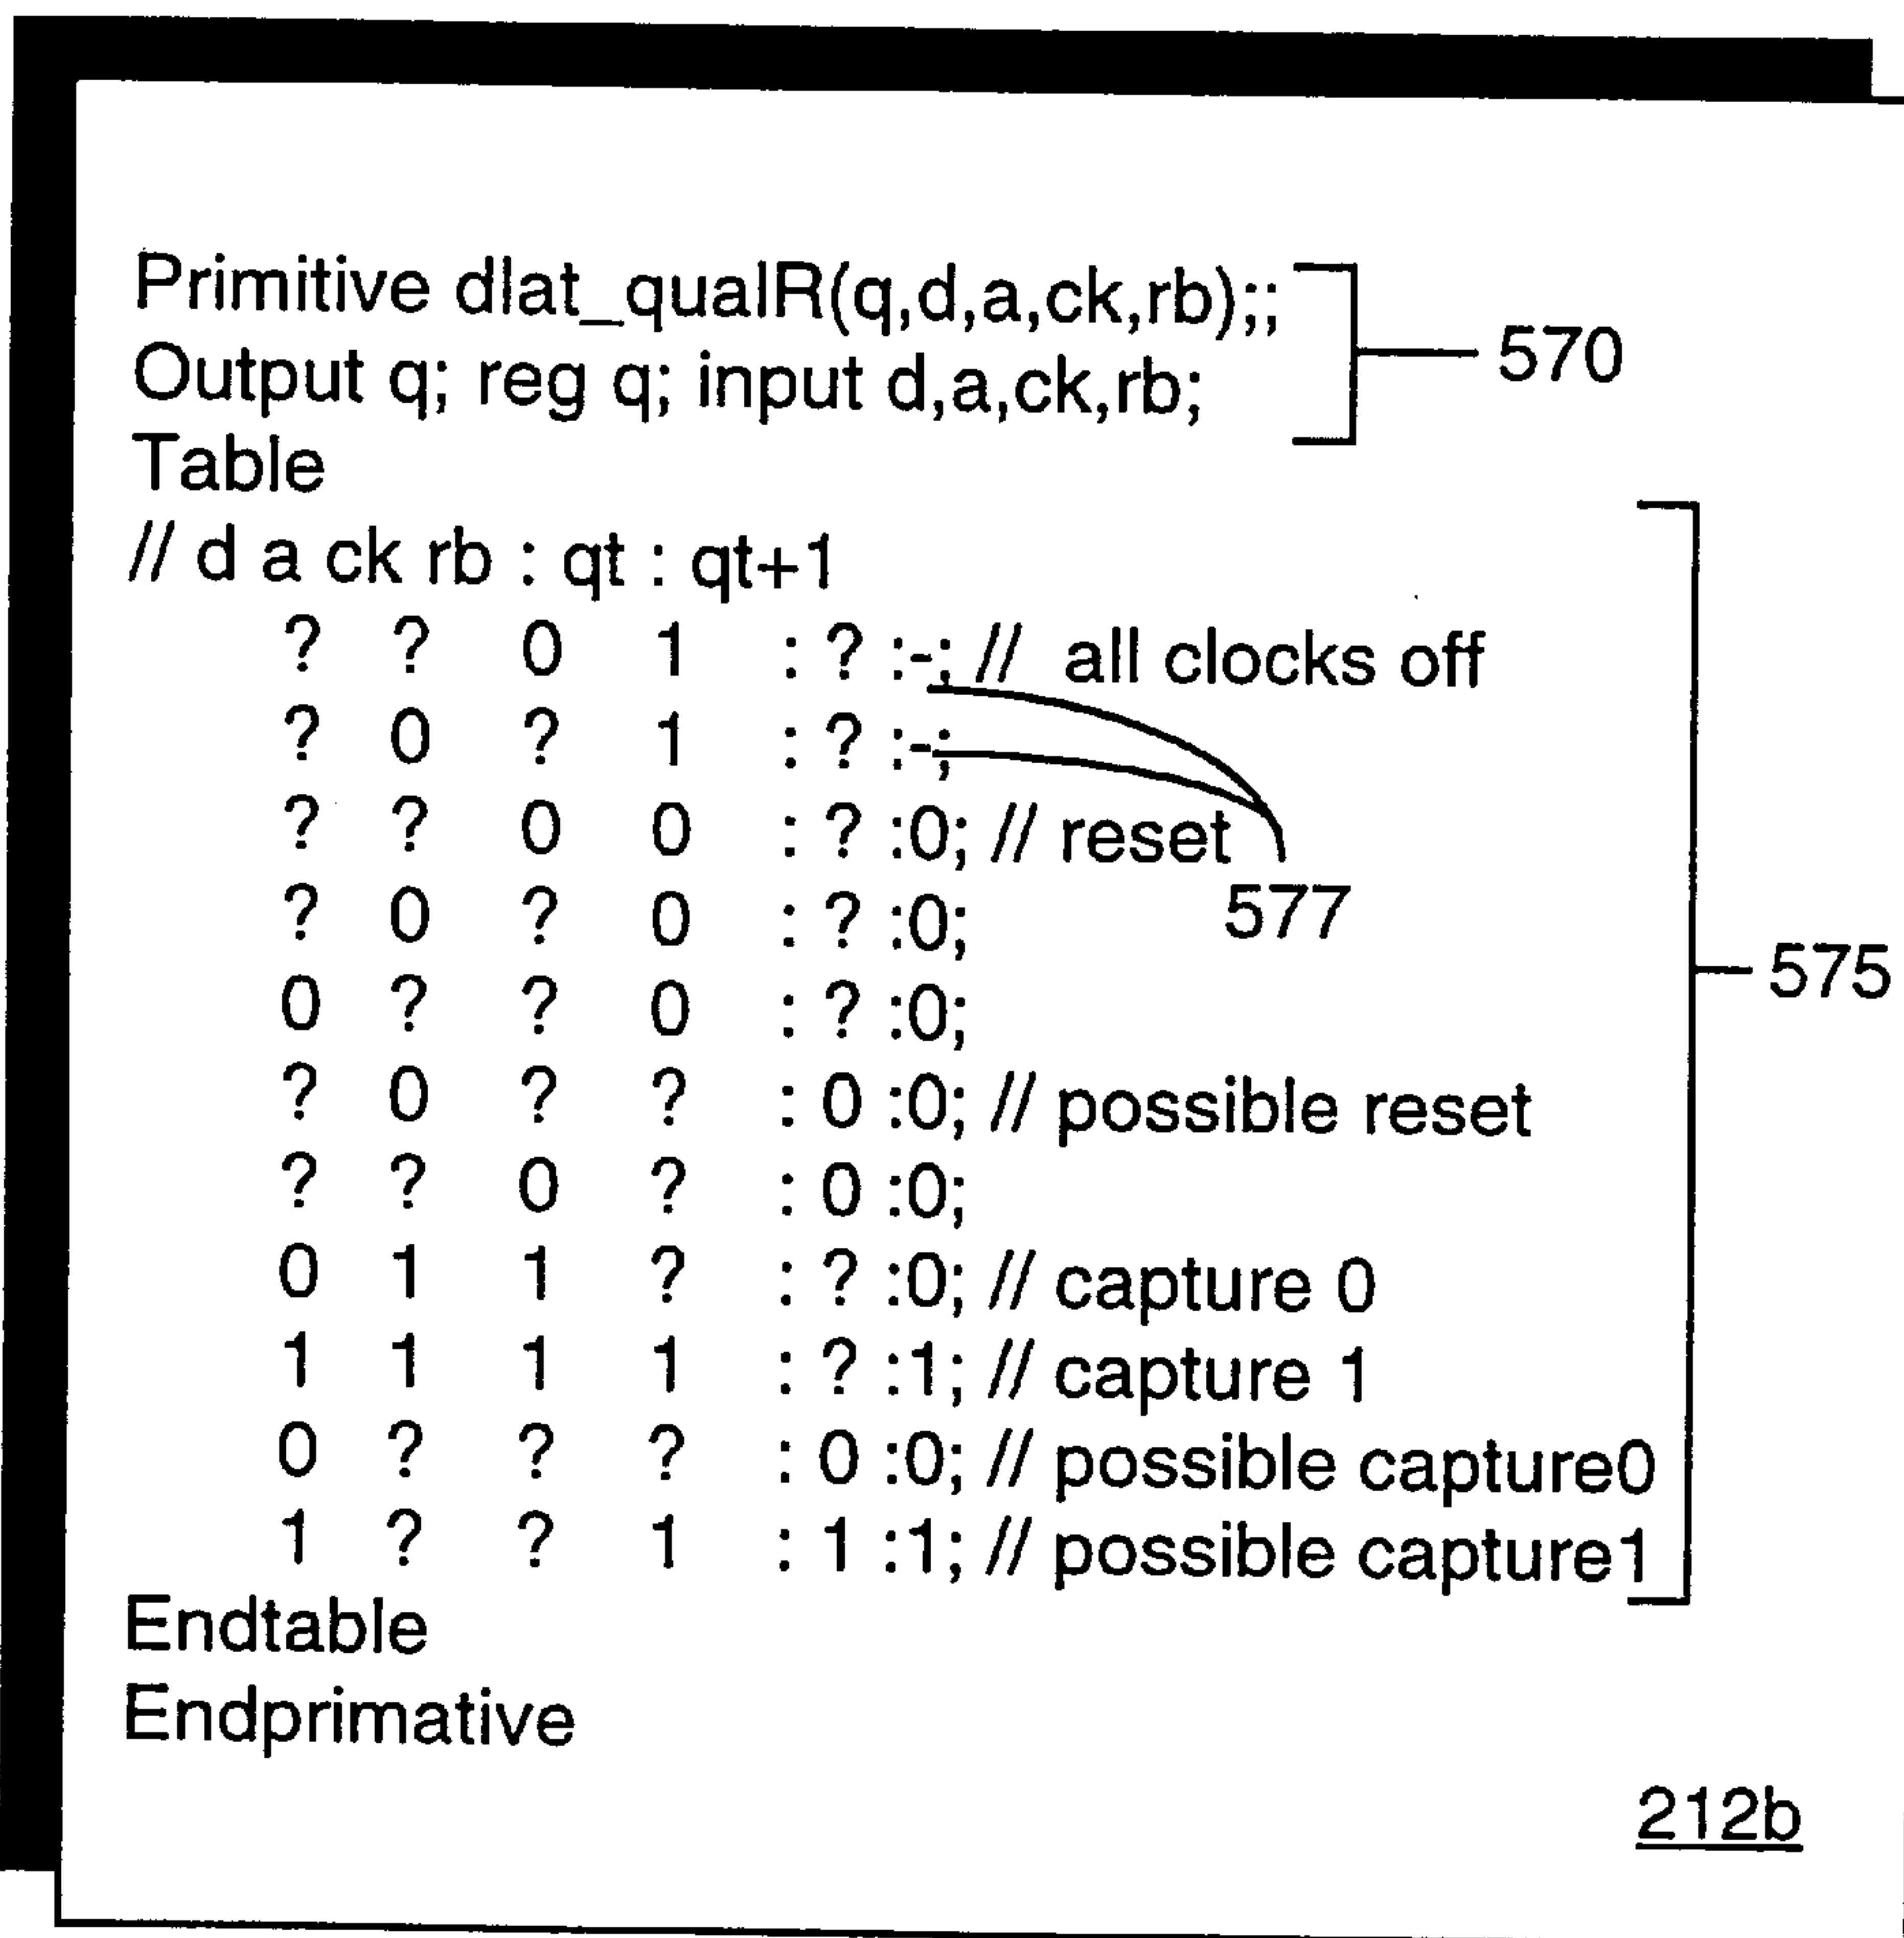 Primitive dlat_qualR(q,d,a,ck,rb);;
Output q; reg q; input d,a,ck,rb;
570
Table
// d a ck rb : qt : qt+1
? ? 0 1 : ? :-; // all clocks off
? 0 ? 1 : ? :-;
? ? 0 0 : ? :0; // reset
577
? 0 ? 0 : ? :0;
575
0 ? ? 0 : ? :0;
? 0 ? ? : 0 :0; // possible reset
? ? 0 ? : 0 :0;
0 1 1 ? : ? :0; // capture 0
1 1 1 1 : ? :1; // capture 1
0 ? ? ? : 0 :0; // possible capture0
1 ? ? 1 : 1 :1; // possible capture1
Endtable
Endprimative
212b